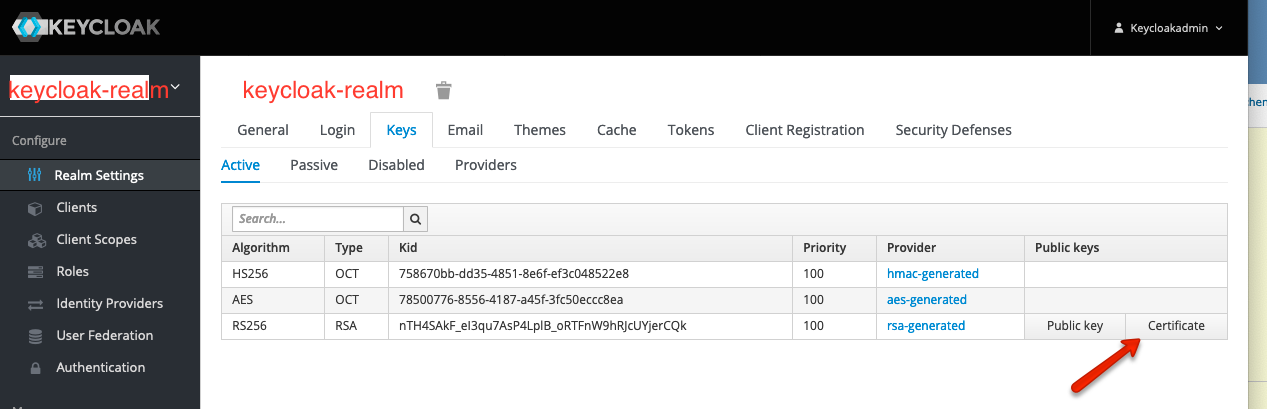 KEYCLOAK
Keycloakadmin
keycloak-realm
keycloak-realm
General Login Keys Email Themes Cache Tokens Client Registration Security Defenses
Configure
Active Passive Disabled Providers
Realm Settings
Clients
Client Scopes
Roles
Identity Providers
User Federation
Authentication
Search...
Algorithm Type Kid Priority Provider Public keys
HS256 OCT 758670bb-dd35-4851-8e6f-ef3c048522e8 100 hmac-generated
AES OCT 78500776-8556-4187-a45f-3fc50eccc8ea 100 aes-generated
RS256 RSA nTH4SAkF_eI3qu7AsP4LplB_oRTFnW9hRJcUYjerCQk 100 rsa-generated Public key Certificate